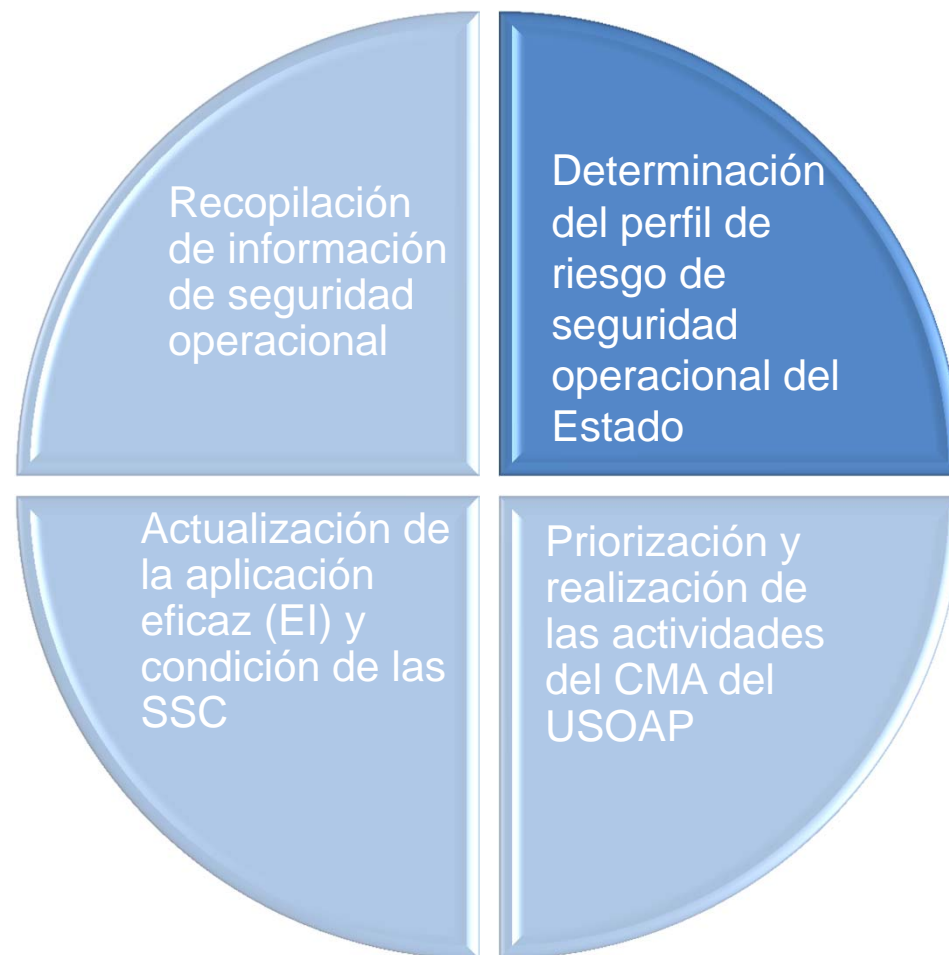 Recopilación
de información
de seguridad
operacional
Determinación
del perfil de
riesgo de
seguridad
operacional del
Estado
Actualización de
la aplicación
eficaz (EI) y
condición de las
SSC
Priorización y
realización de
las actividades
del CMA del
USOAP